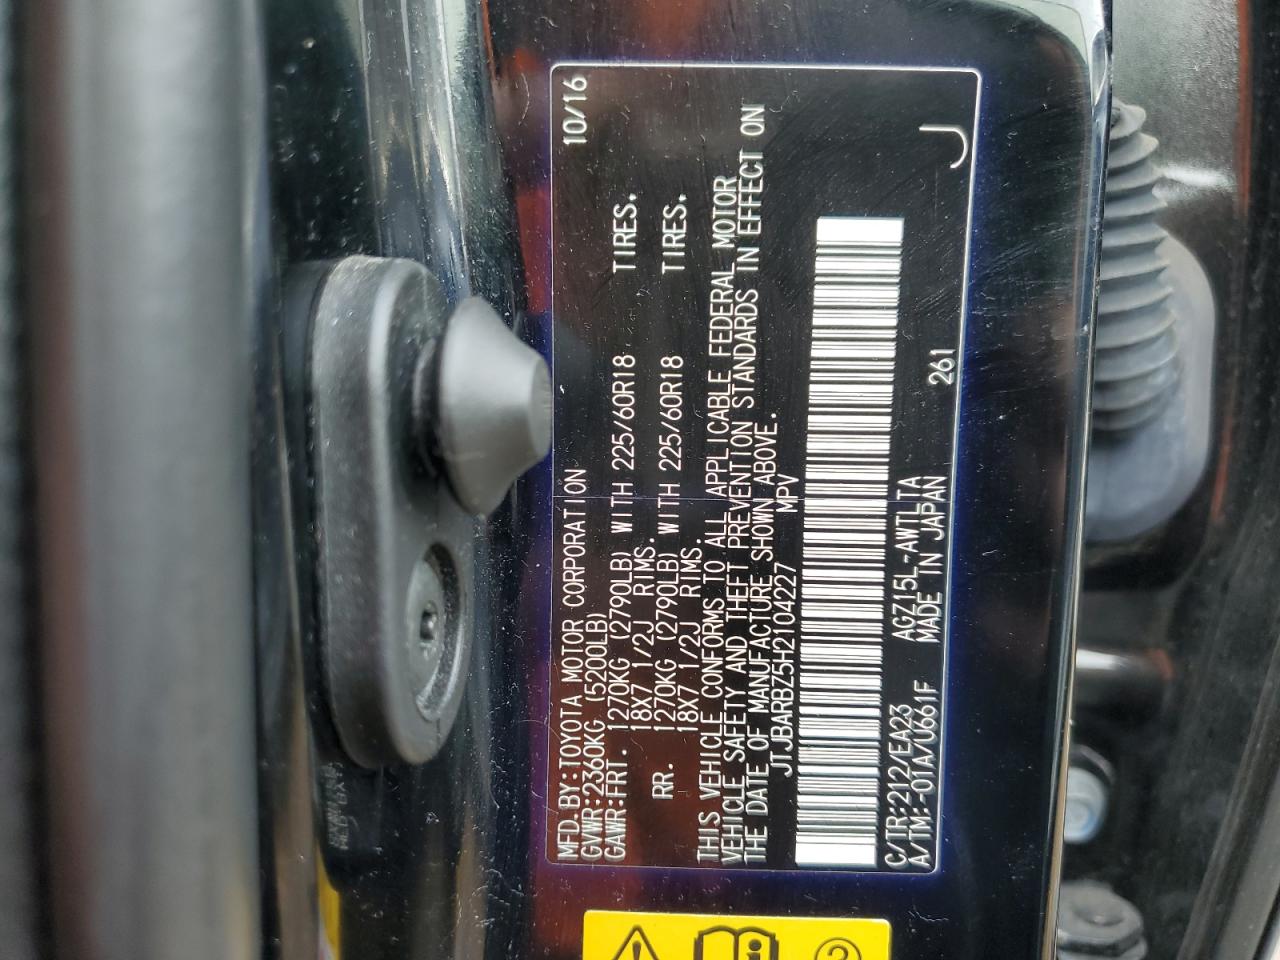 MFD.BY:TOYOTA MOTOR CORPORATION 10/16
GVWR:2360KG (5200LB)
GAWR:FRT. 1270KG (2790LB) WITH 225/60R18 TIRES.
18X7 1/2J RIMS.
RR. 1270KG (2790LB) WITH 225/60R18 TIRES.
18X7 1/2J RIMS.
THIS VEHICLE CONFORMS TO ALL APPLICABLE FEDERAL MOTOR
VEHICLE SAFETY AND THEFT PREVENTION STANDARDS IN EFFECT ON
THE DATE OF MANUFACTURE SHOWN ABOVE.
JTJBARBZ5H2104227 MPV
C/TR:212/EA23 AGZ15L-AWTLTA
A/TM:-01A/U661F MADE IN JAPAN 261 J